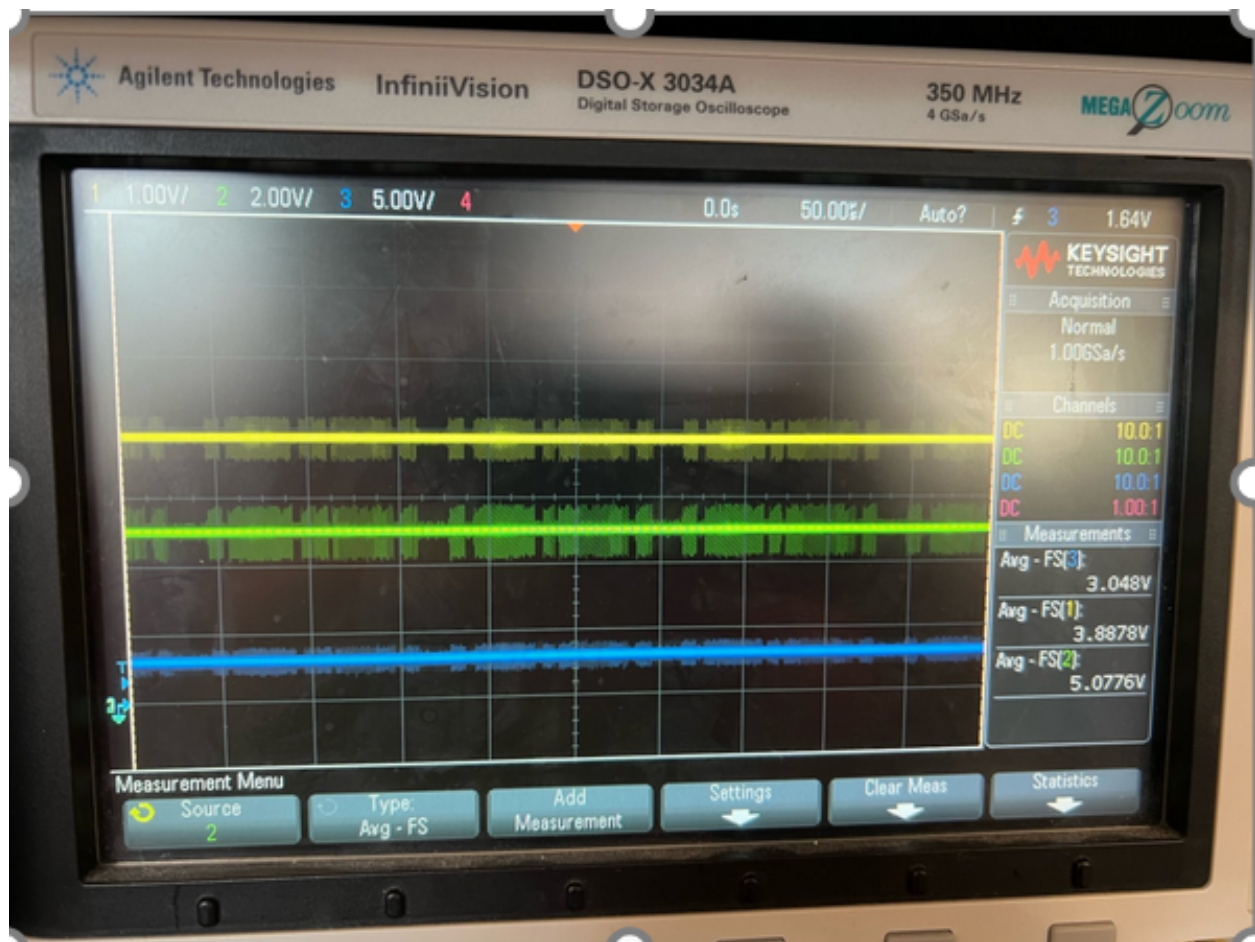 Agilent Technologies InfiniiVision DSO-X 3034A 350 MHz MEGA Zoom
Digital Storage Oscilloscope 4 GSa/s
1 1.00V/ 2 2.00V/ 3 5.00V/ 4 0.0s 50.00s/ Auto? 3 1.64V
KEYSIGHT
TECHNOLOGIES
Acquisition
Normal
1.00GSa/s
Channels
DC 10.0:1
DC 10.0:1
DC 10.0:1
DC 1.00:1
Measurements
Avg - FS(3):
3.048V
Avg - FS(1):
3.8878V
Avg - FS(2):
5.0776V
T
Measurement Menu
Source
2
Type:
Avg - FS
Add
Measurement
Settings
Clear Meas
Statistics